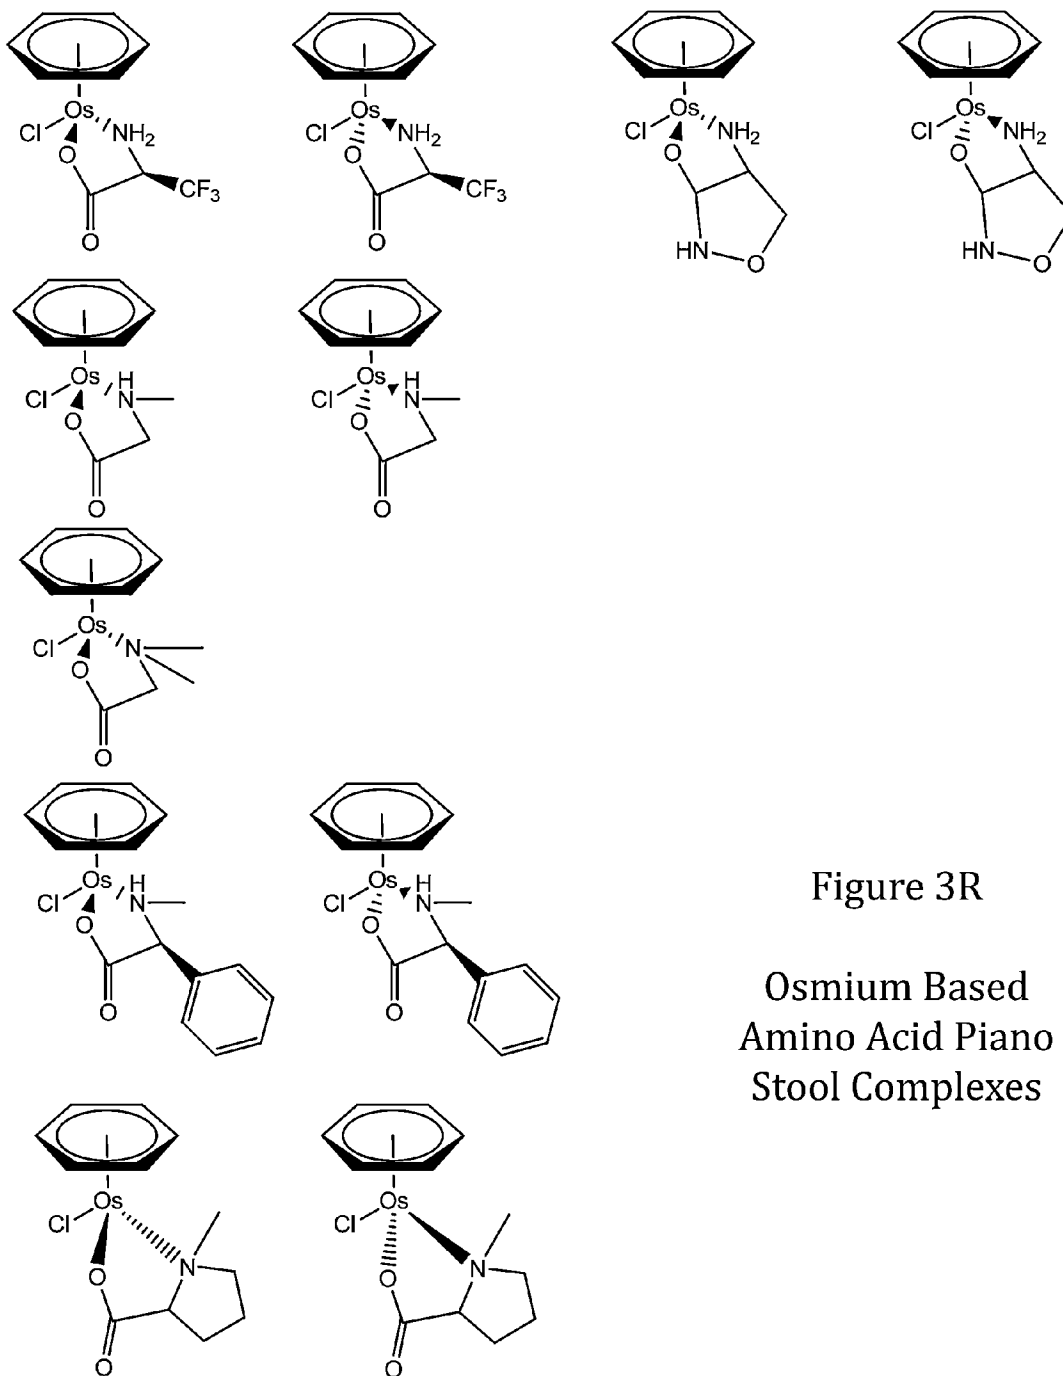 Os Os Os Os
Cl NH2 Cl NH2 Cl NH2 Cl NH2
O O O O
CF3 CF3
O O HN O HN O
Os H Os H
Cl N Cl N
O O
O O
Os
Cl N
O
O
Os H Os H
Cl N Cl N
O O
O O
Figure 3R
Osmium Based
Amino Acid Piano
Stool Complexes
Os Os
Cl Cl
O N O N
O O